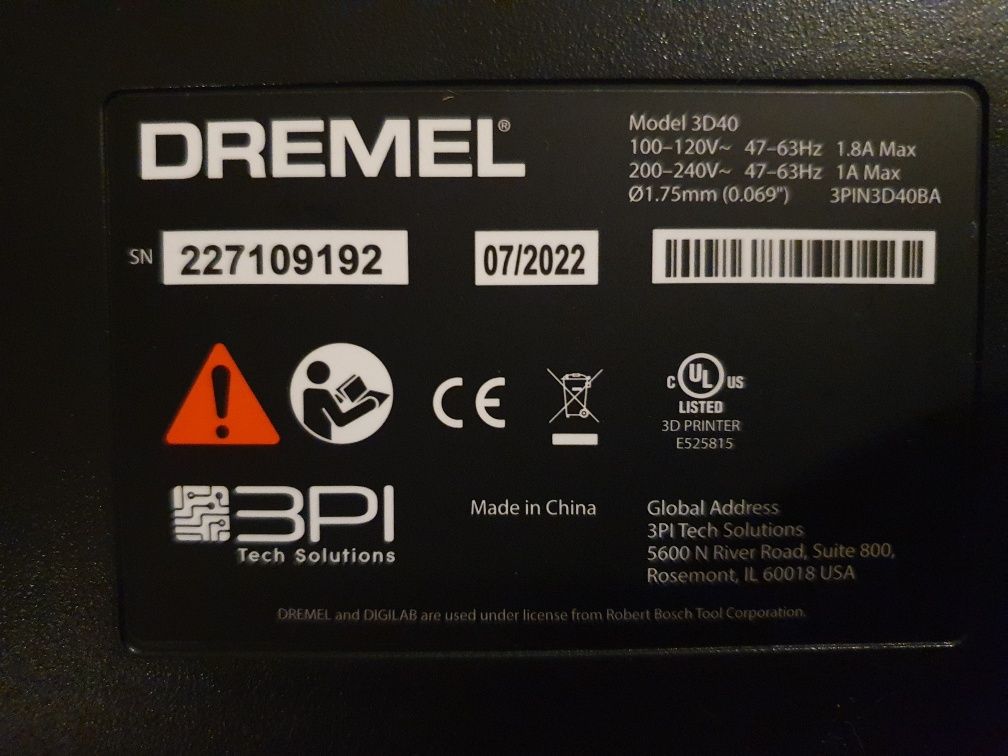 DREMEL®
Model 3D40
100–120V~ 47–63Hz 1.8A Max
200–240V~ 47–63Hz 1A Max
Ø1.75mm (0.069") 3PIN3D40BA
SN 227109192 07/2022
CE
C UL US
LISTED
3D PRINTER
E525815
3PI
Tech Solutions
Made in China
Global Address
3PI Tech Solutions
5600 N River Road, Suite 800,
Rosemont, IL 60018 USA
DREMEL and DIGILAB are used under license from Robert Bosch Tool Corporation.